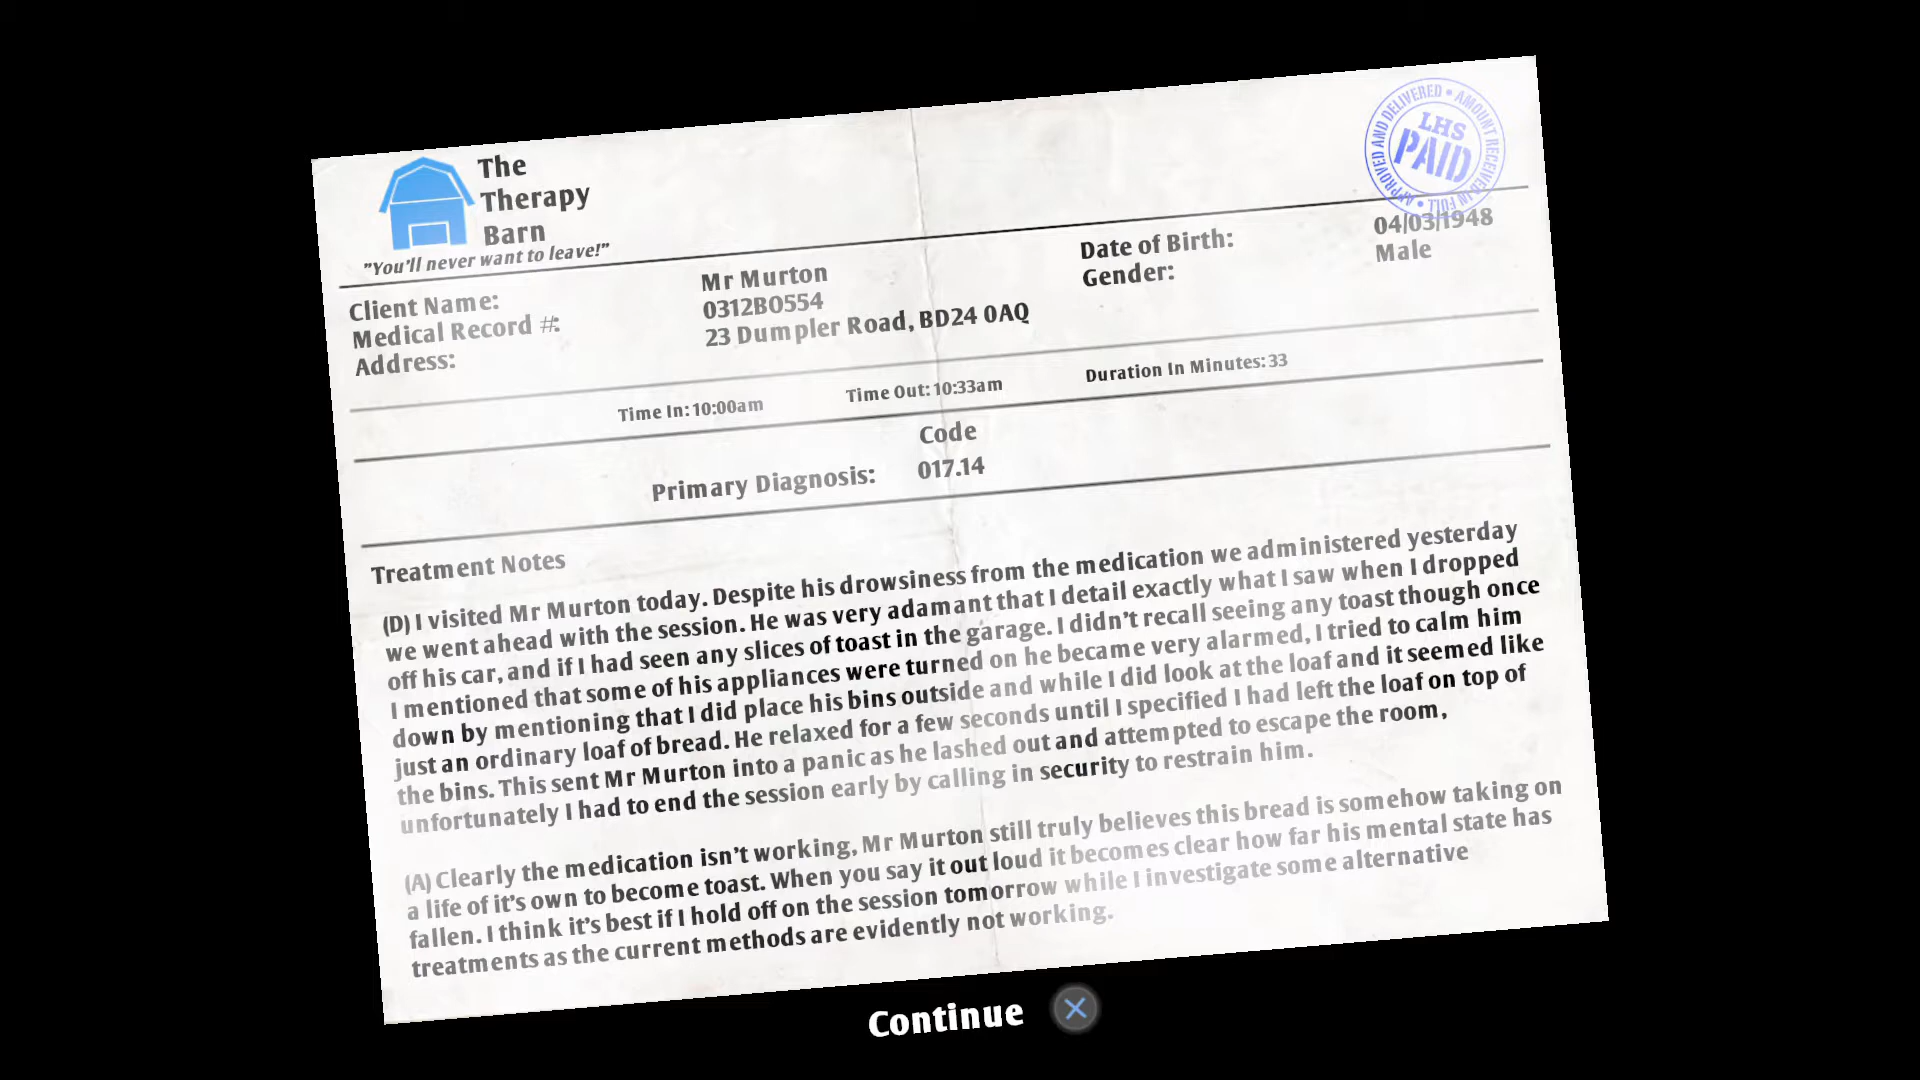 The
Therapy
Barn
"You'll never want to leave!"
APPROVED AND DELIVERED • AMOUNT RECEIVED IN FULL •
LHS
PAID
Client Name: Mr Murton
Medical Record #: 0312BO554
Address: 23 Dumpler Road, BD24 0AQ
Date of Birth: 04/03/1948
Gender: Male
Time In: 10:00am Time Out: 10:33am Duration In Minutes: 33
Code
Primary Diagnosis: 017.14
Treatment Notes
(D) I visited Mr Murton today. Despite his drowsiness from the medication we administered yesterday
we went ahead with the session. He was very adamant that I detail exactly what I saw when I dropped
off his car, and if I had seen any slices of toast in the garage. I didn't recall seeing any toast though once
I mentioned that some of his appliances were turned on he became very alarmed, I tried to calm him
down by mentioning that I did place his bins outside and while I did look at the loaf and it seemed like
just an ordinary loaf of bread. He relaxed for a few seconds until I specified I had left the loaf on top of
the bins. This sent Mr Murton into a panic as he lashed out and attempted to escape the room,
unfortunately I had to end the session early by calling in security to restrain him.
(A) Clearly the medication isn't working, Mr Murton still truly believes this bread is somehow taking on
a life of it's own to become toast. When you say it out loud it becomes clear how far his mental state has
fallen. I think it's best if I hold off on the session tomorrow while I investigate some alternative
treatments as the current methods are evidently not working.
Continue